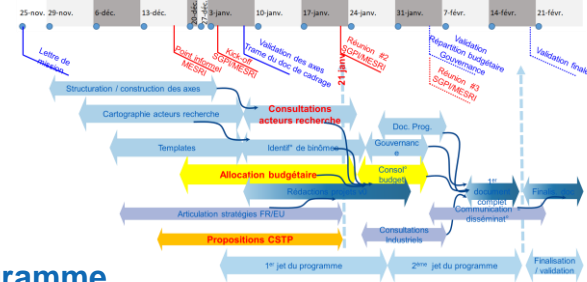 25-nov. 29-nov. 6-déc. 13-déc. 20-déc. 27-déc. 3-janv. 10-janv. 17-janv. 24-janv. 31-janv. 7-févr. 14-févr. 21-févr.
Lettre de
mission
Point informel
MESRI
Kick-off
SGPI/MESRI
Validation des axes
Trame du doc de cadrage
21-janv.
Réunion #2
SGPI/MESRI
Validation
Répartition budgétaire
Gouvernance
Réunion #3
SGPI/MESRI
Validation finale
Structuration / construction des axes
Cartographie acteurs recherche
Consultations
acteurs recherche
Templates
Identif° de binômes
Doc. Prog.
Gouvernanc
e
Allocation budgétaire
Consol°
budget
Rédactions
1er
document
complet
Finalis. doc
Articulation stratégies FR/EU
Communication
disséminat°
Propositions CSTP
Consultations
Industriels
1er jet du programme
2ème jet du programme
Finalisation
/ validation
ramme